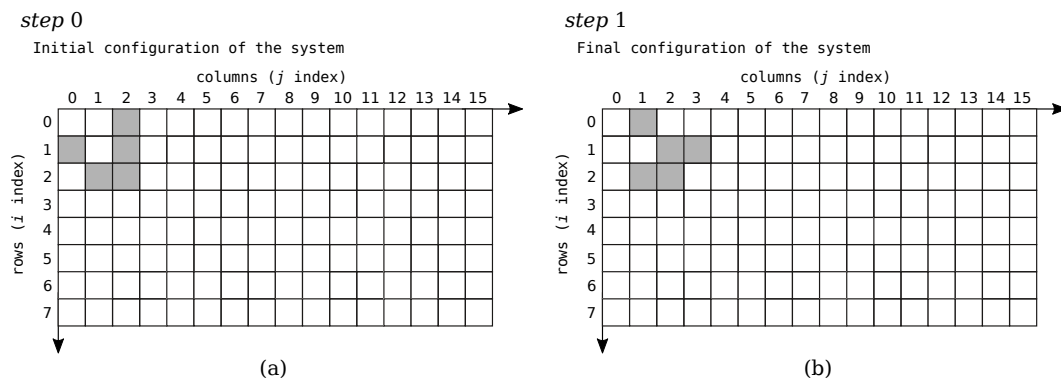 step 0
Initial configuration of the system
columns (j index)
0 1 2 3 4 5 6 7 8 9 10 11 12 13 14 15
rows (i index)
0
1
2
3
4
5
6
7
(a)
step 1
Final configuration of the system
columns (j index)
0 1 2 3 4 5 6 7 8 9 10 11 12 13 14 15
rows (i index)
0
1
2
3
4
5
6
7
(b)